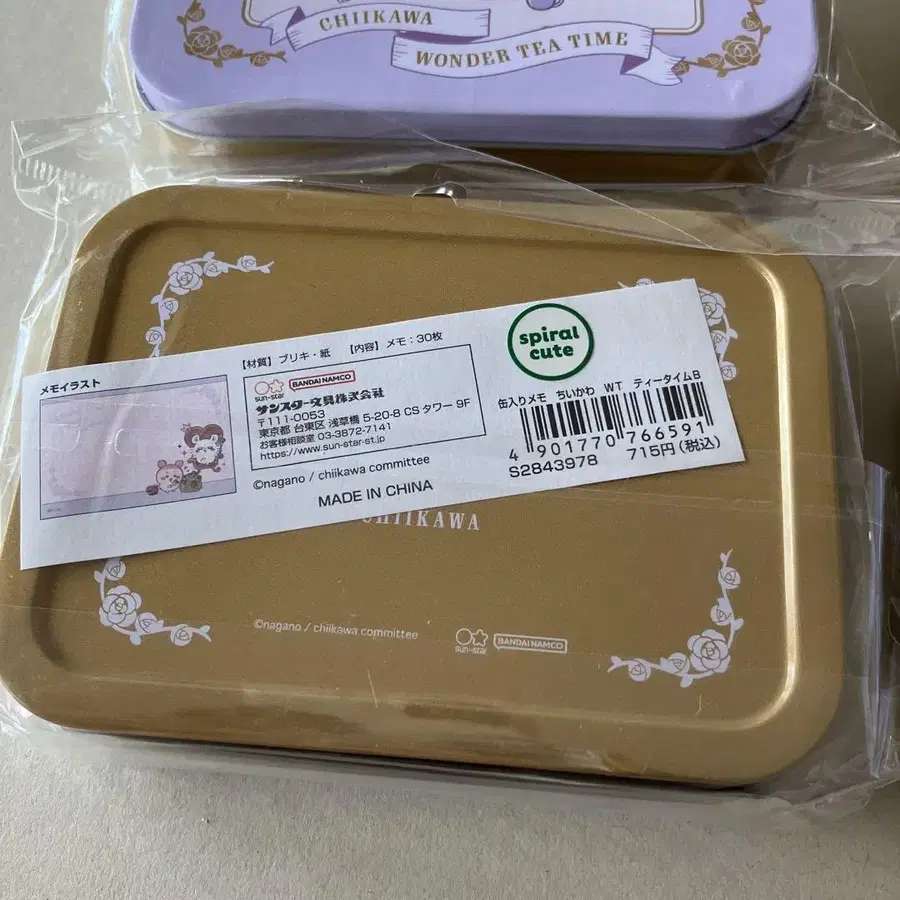 CHIIKAWA
WONDER TEA TIME
メモイラスト
【材質】ブリキ・紙 【内容】メモ:30枚
sun-star BANDAI NAMCO
サンスター文具株式会社
〒111-0053
東京都 台東区 浅草橋 5-20-8 CS タワー 9F
お客様相談室 03-3872-7141
https://www.sun-star-st.jp
©nagano / chiikawa committee
MADE IN CHINA
spiral
cute
缶入りメモ ちいかわ WT ティータイムB
4 901770 766591
S2843978 715円(税込)
CHIIKAWA
©nagano / chiikawa committee
sun-star BANDAI NAMCO